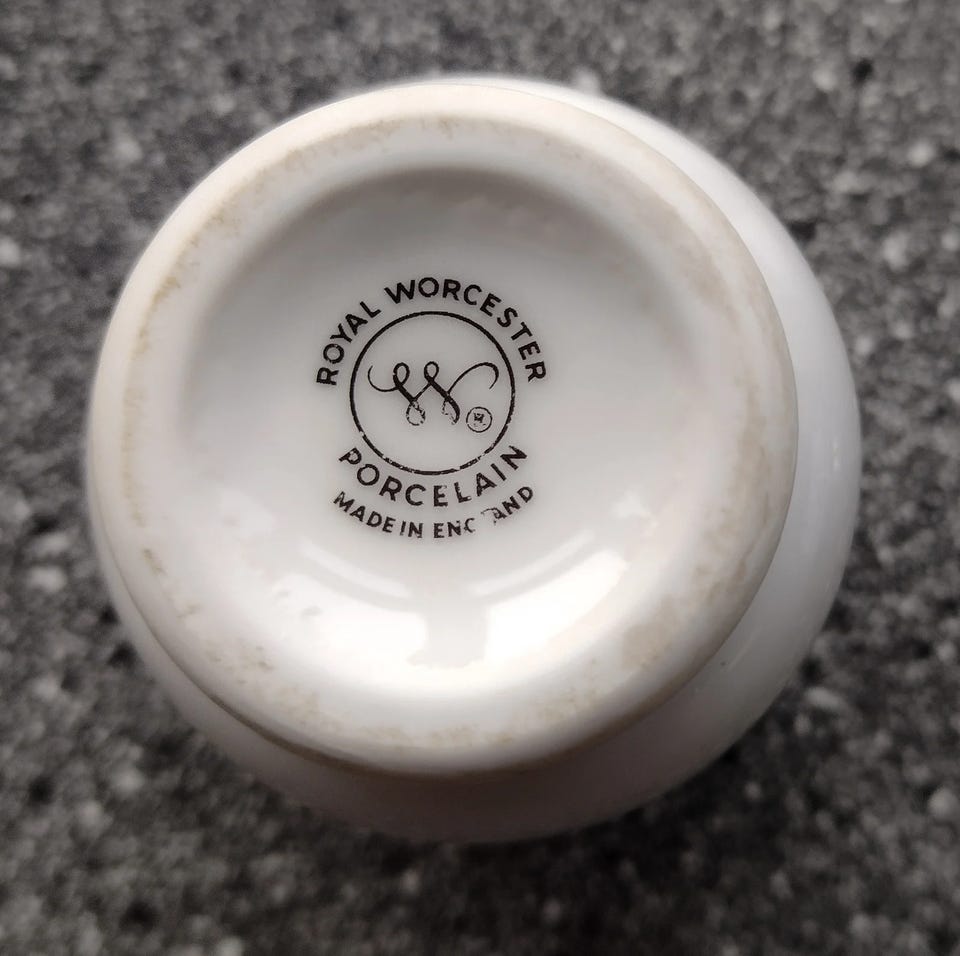 ROYAL WORCESTER
W ®
PORCELAIN
MADE IN ENGLAND